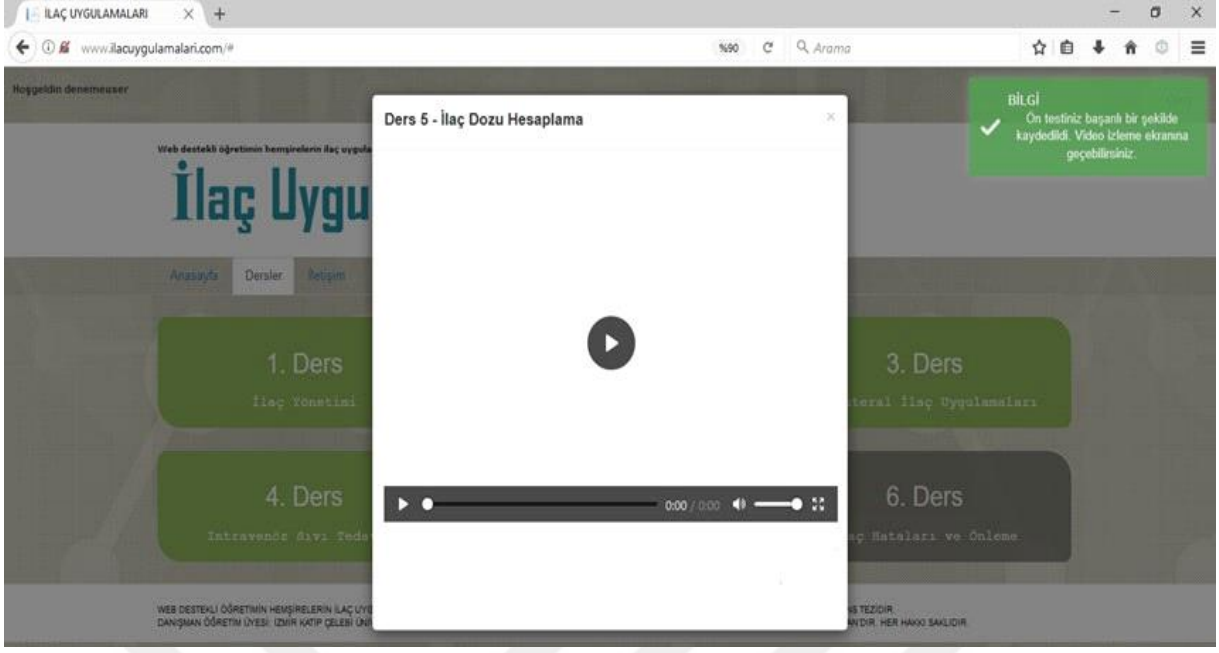 İLAÇ UYGULAMALARI
www.ilacuygulamalari.com/#
%90
Arama
Hoşgeldin denemeuser
BİLGİ
Ön testiniz başarılı bir şekilde
kaydedildi. Video izleme ekranına
geçebilirsiniz.
Ders 5 - İlaç Dozu Hesaplama
Web destekli öğretimin hemşirelerin ilaç uygula
İlaç Uygu
Anasayfa Dersler İletişim
1. Ders
İlaç Yönetimi
3. Ders
teral İlaç Uygulamaları
4. Ders
Intravenöz Sıvı Teda
0:00 / 0:00
6. Ders
aç Hataları ve Önleme
WEB DESTEKLİ ÖĞRETİMİN HEMŞİRELERİN İLAÇ UYG
S TEZİDİR.
DANIŞMAN ÖĞRETİM ÜYESİ: İZMİR KATİP ÇELEBİ ÜNİ
AN'DIR. HER HAKKI SAKLIDIR.